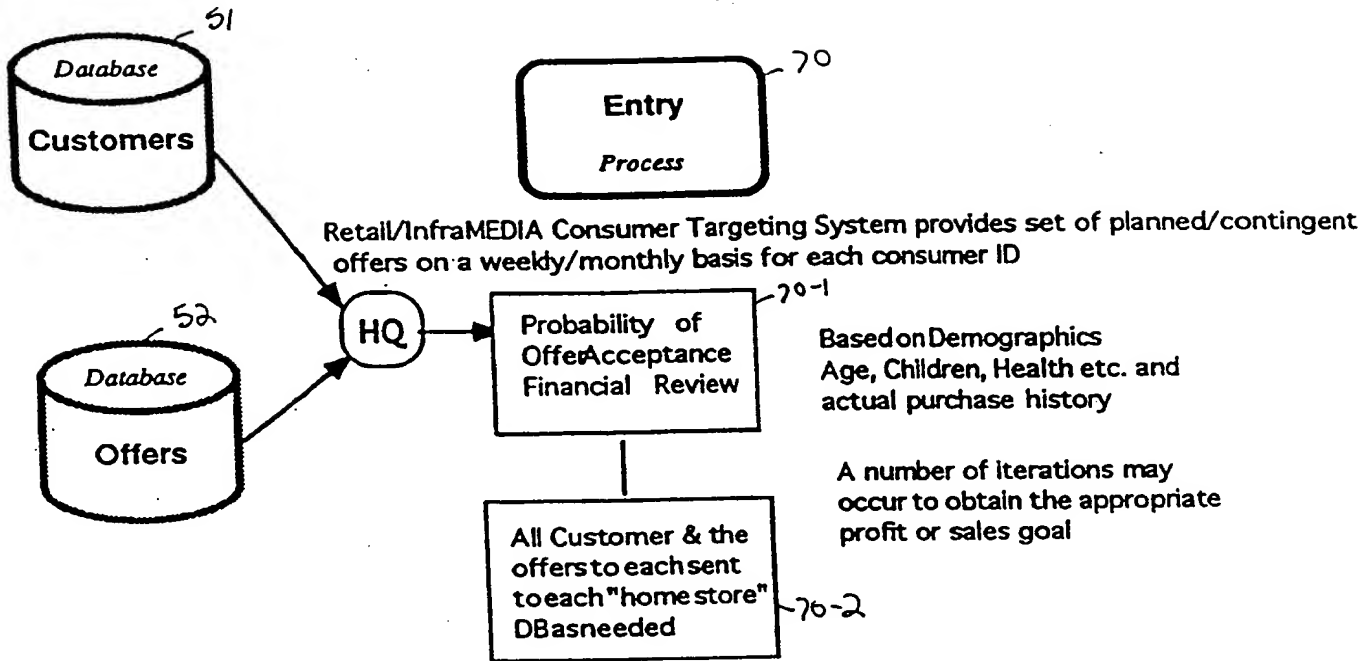 51
Database
Customers
70
Entry
Process
Retail/InfraMEDIA Consumer Targeting System provides set of planned/contingent
offers on a weekly/monthly basis for each consumer ID
52
Database
Offers
HQ
70-1
Probability of
OfferAcceptance
Financial Review
Based on Demographics
Age, Children, Health etc. and
actual purchase history
A number of iterations may
occur to obtain the appropriate
profit or sales goal
All Customer & the
offers to each sent
to each "home store"
DBasneeded
70-2